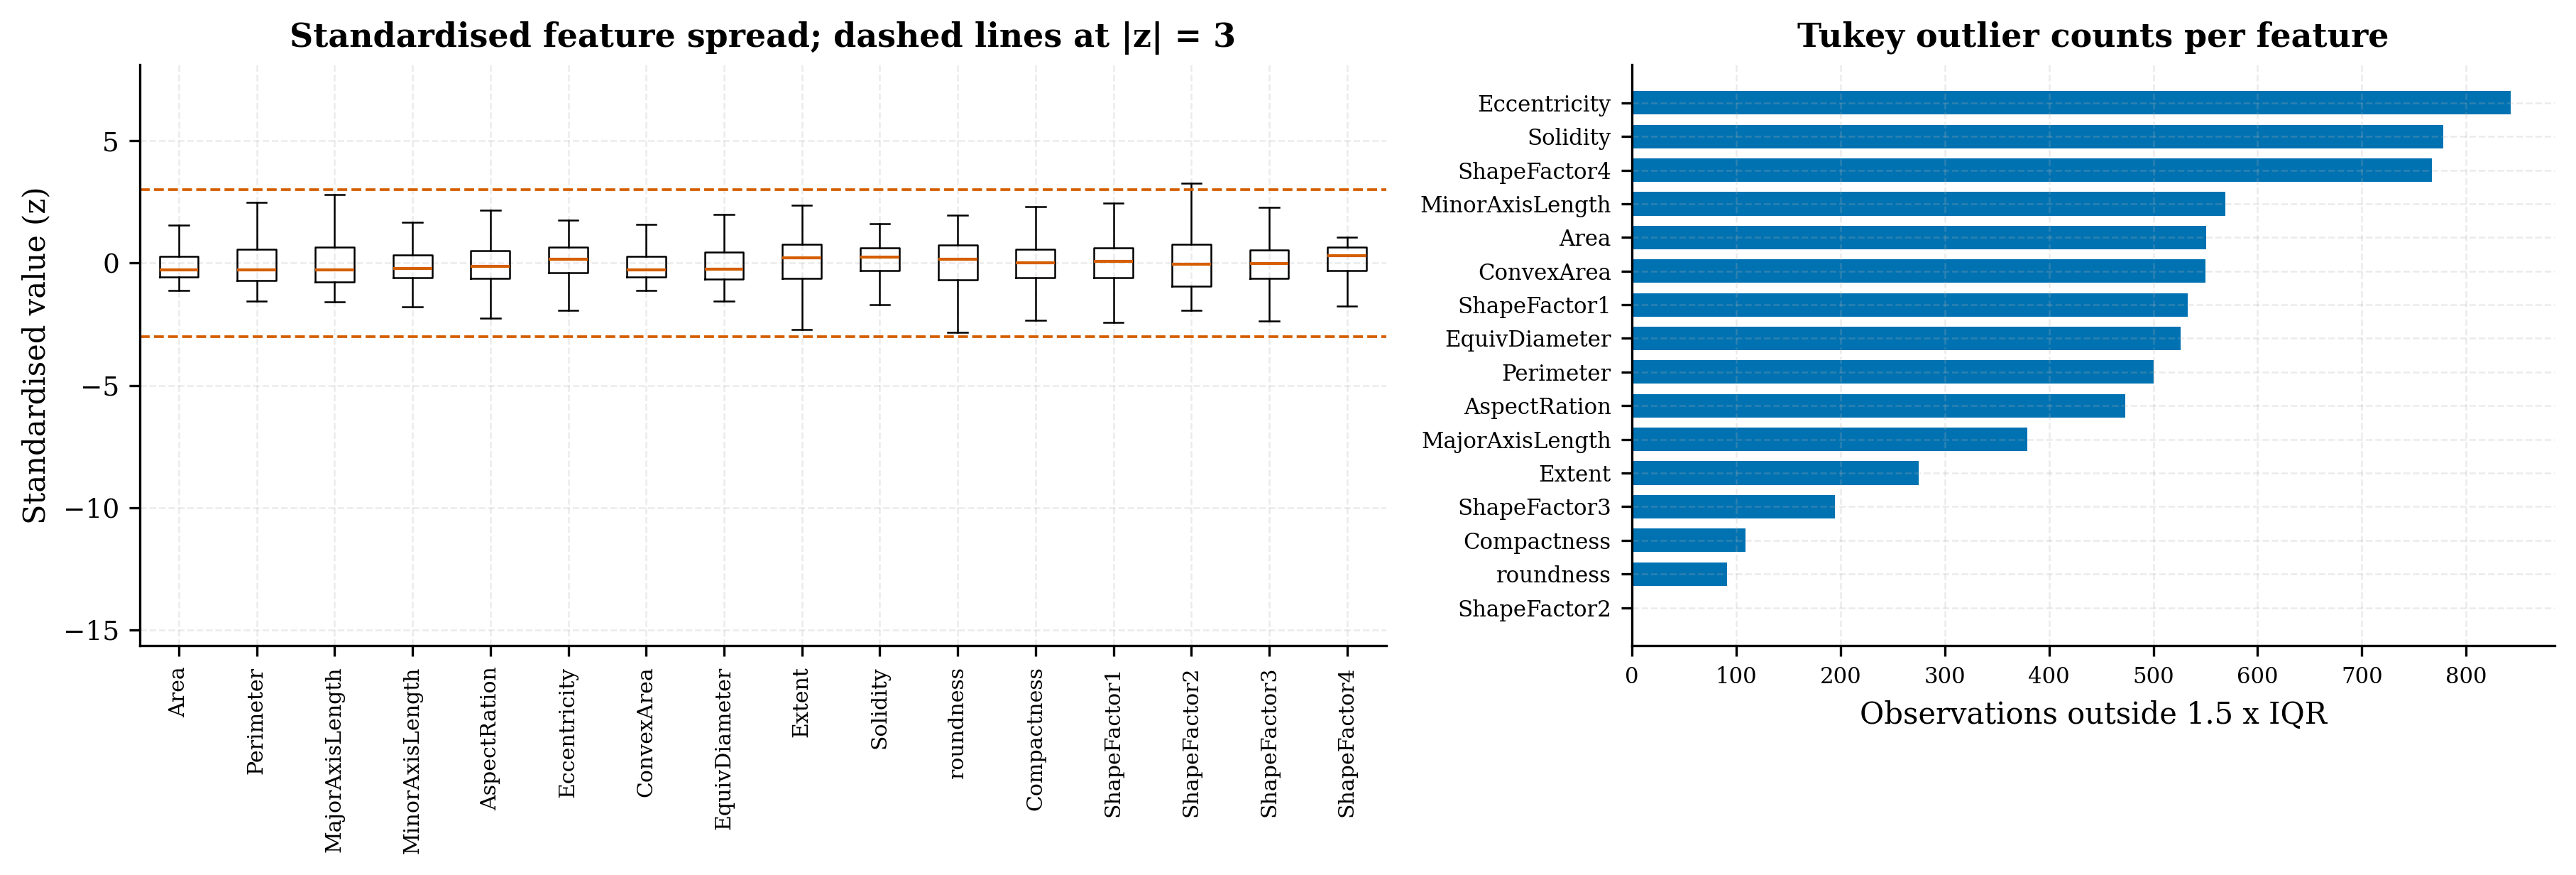 Standardised feature spread; dashed lines at |z| = 3
Standardised value (z)
5
0
−5
−10
−15
Area
Perimeter
MajorAxisLength
MinorAxisLength
AspectRation
Eccentricity
ConvexArea
EquivDiameter
Extent
Solidity
roundness
Compactness
ShapeFactor1
ShapeFactor2
ShapeFactor3
ShapeFactor4
Tukey outlier counts per feature
Eccentricity
Solidity
ShapeFactor4
MinorAxisLength
Area
ConvexArea
ShapeFactor1
EquivDiameter
Perimeter
AspectRation
MajorAxisLength
Extent
ShapeFactor3
Compactness
roundness
ShapeFactor2
0 100 200 300 400 500 600 700 800
Observations outside 1.5 x IQR